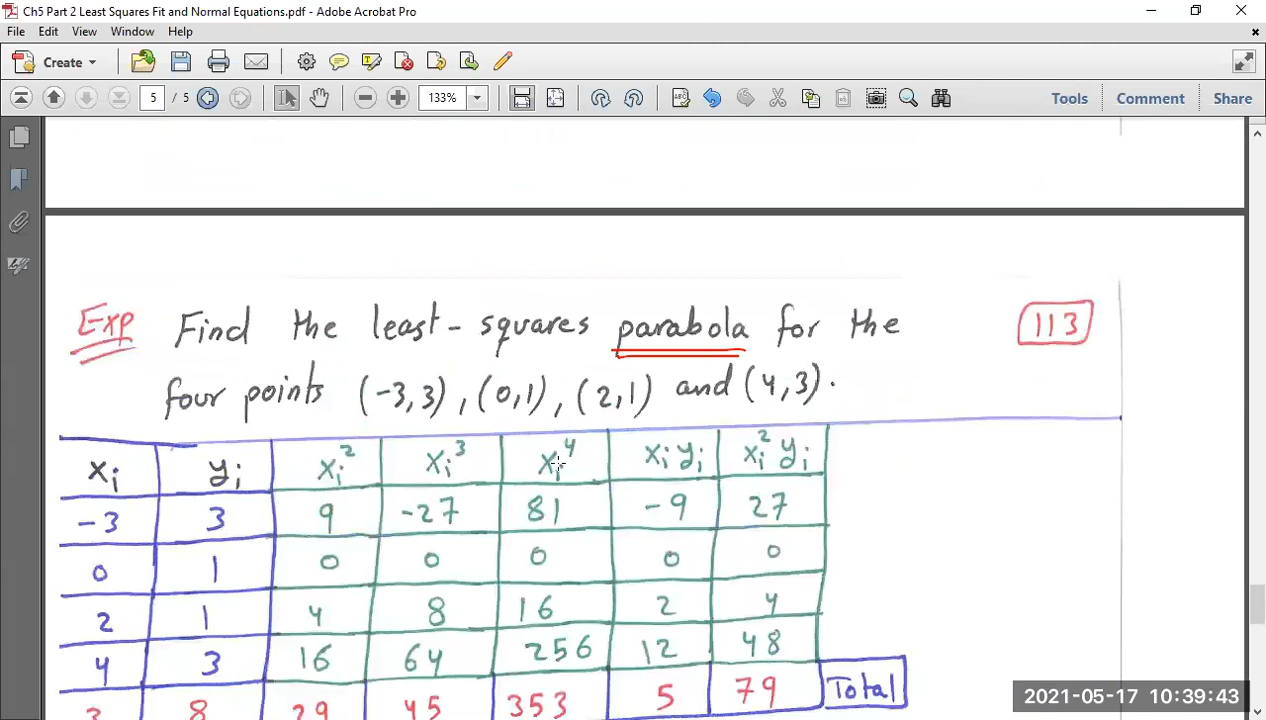 Ch5 Part 2 Least Squares Fit and Normal Equations.pdf - Adobe Acrobat Pro
File Edit View Window Help
Create
5 / 5 133% Tools Comment Share
Exp Find the least-squares parabola for the 113
four points (-3,3), (0,1), (2,1) and (4,3).
xi yi xi² xi³ xi⁴ xi yi xi² yi
-3 3 9 -27 81 -9 27
0 1 0 0 0 0 0
2 1 4 8 16 2 4
4 3 16 64 256 12 48
3 8 29 45 353 5 79 Total
2021-05-17 10:39:43